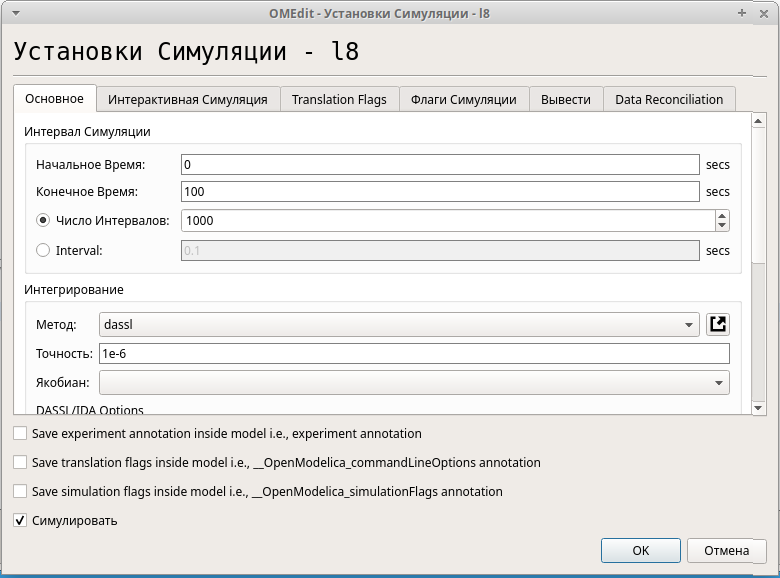 OMEdit - Установки Симуляции - l8
Установки Симуляции - l8
Основное Интерактивная Симуляция Translation Flags Флаги Симуляции Вывести Data Reconciliation
Интервал Симуляции
Начальное Время: 0 secs
Конечное Время: 100 secs
Число Интервалов: 1000
Interval: 0.1 secs
Интегрирование
Метод: dassl
Точность: 1e-6
Якобиан:
DASSL/IDA Options
Save experiment annotation inside model i.e., experiment annotation
Save translation flags inside model i.e., __OpenModelica_commandLineOptions annotation
Save simulation flags inside model i.e., __OpenModelica_simulationFlags annotation
Симулировать
OK Отмена